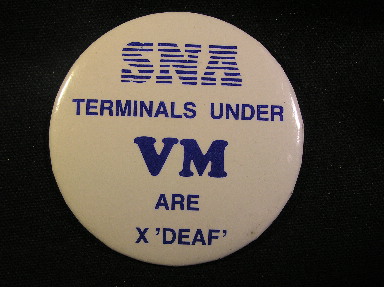 SNA
TERMINALS UNDER
VM
ARE
X 'DEAF'